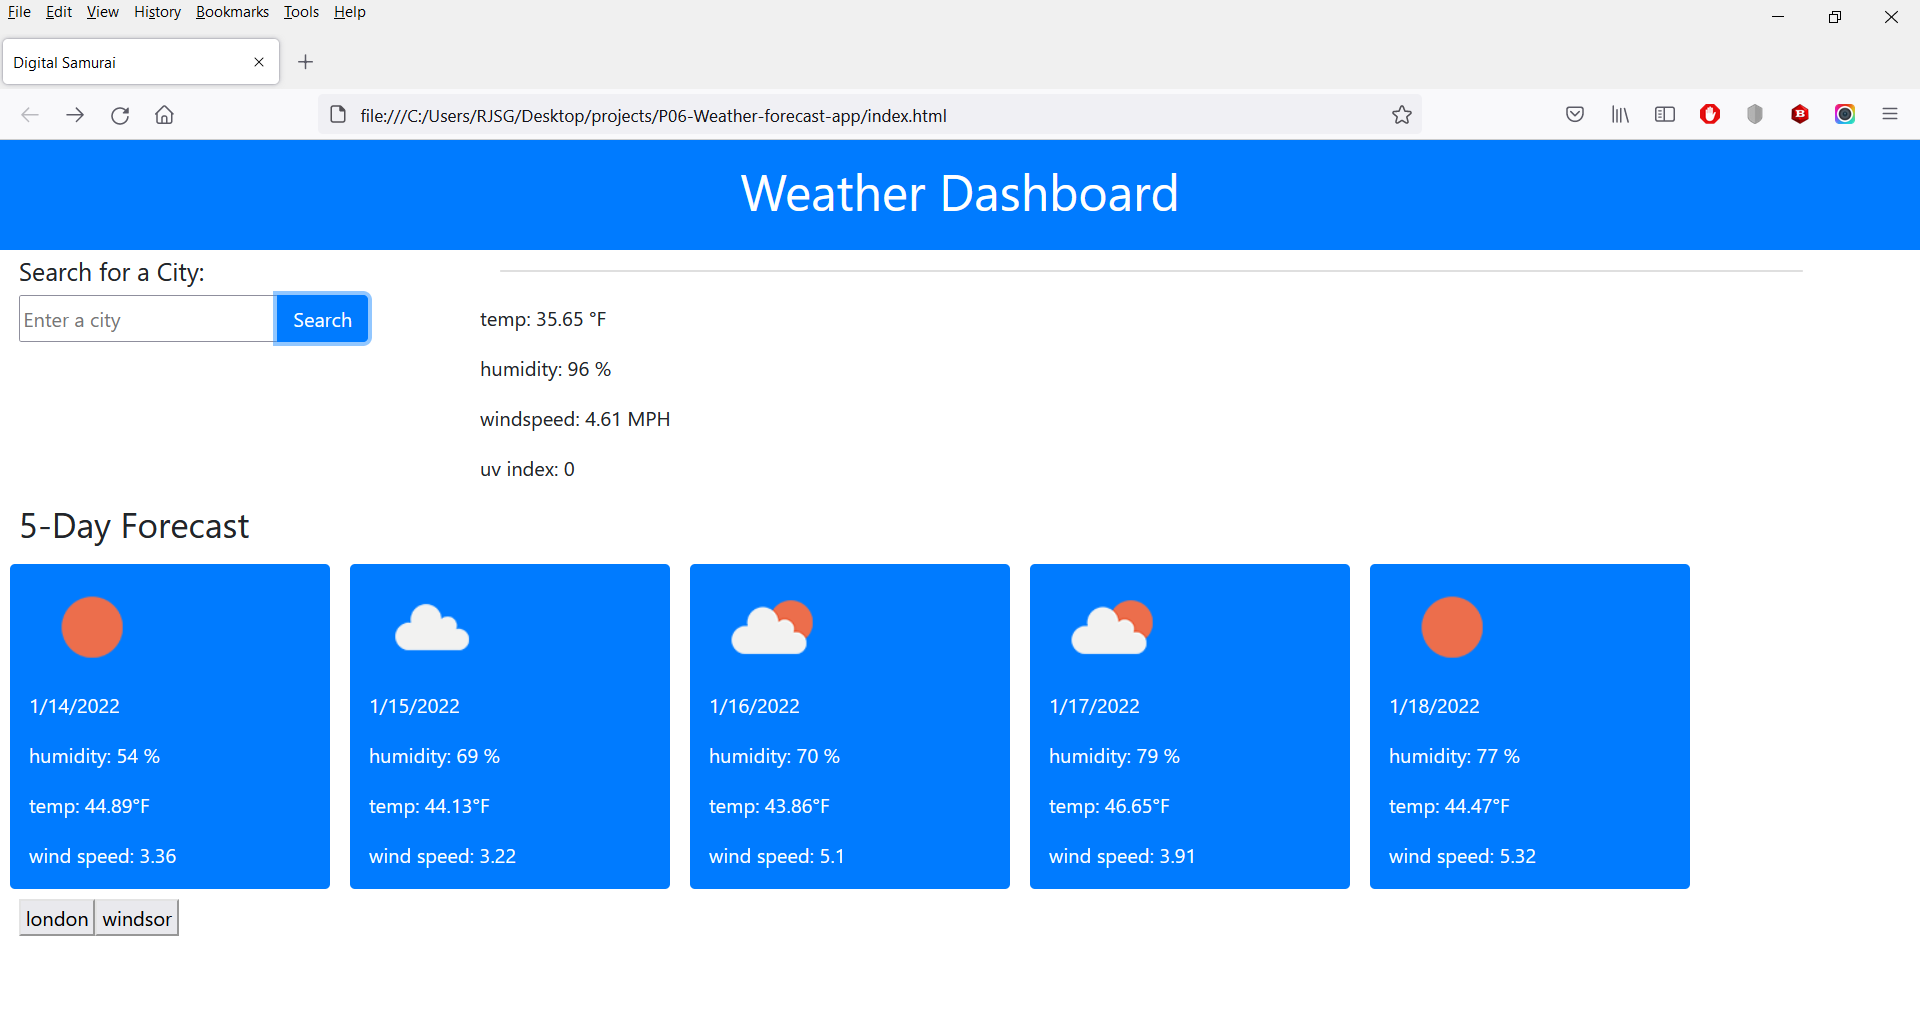 File Edit View History Bookmarks Tools Help
Digital Samurai
file:///C:/Users/RJSG/Desktop/projects/P06-Weather-forecast-app/index.html
B
Weather Dashboard
Search for a City:
Enter a city Search
temp: 35.65 °F
humidity: 96 %
windspeed: 4.61 MPH
uv index: 0
5-Day Forecast
1/14/2022
humidity: 54 %
temp: 44.89°F
wind speed: 3.36
1/15/2022
humidity: 69 %
temp: 44.13°F
wind speed: 3.22
1/16/2022
humidity: 70 %
temp: 43.86°F
wind speed: 5.1
1/17/2022
humidity: 79 %
temp: 46.65°F
wind speed: 3.91
1/18/2022
humidity: 77 %
temp: 44.47°F
wind speed: 5.32
london windsor